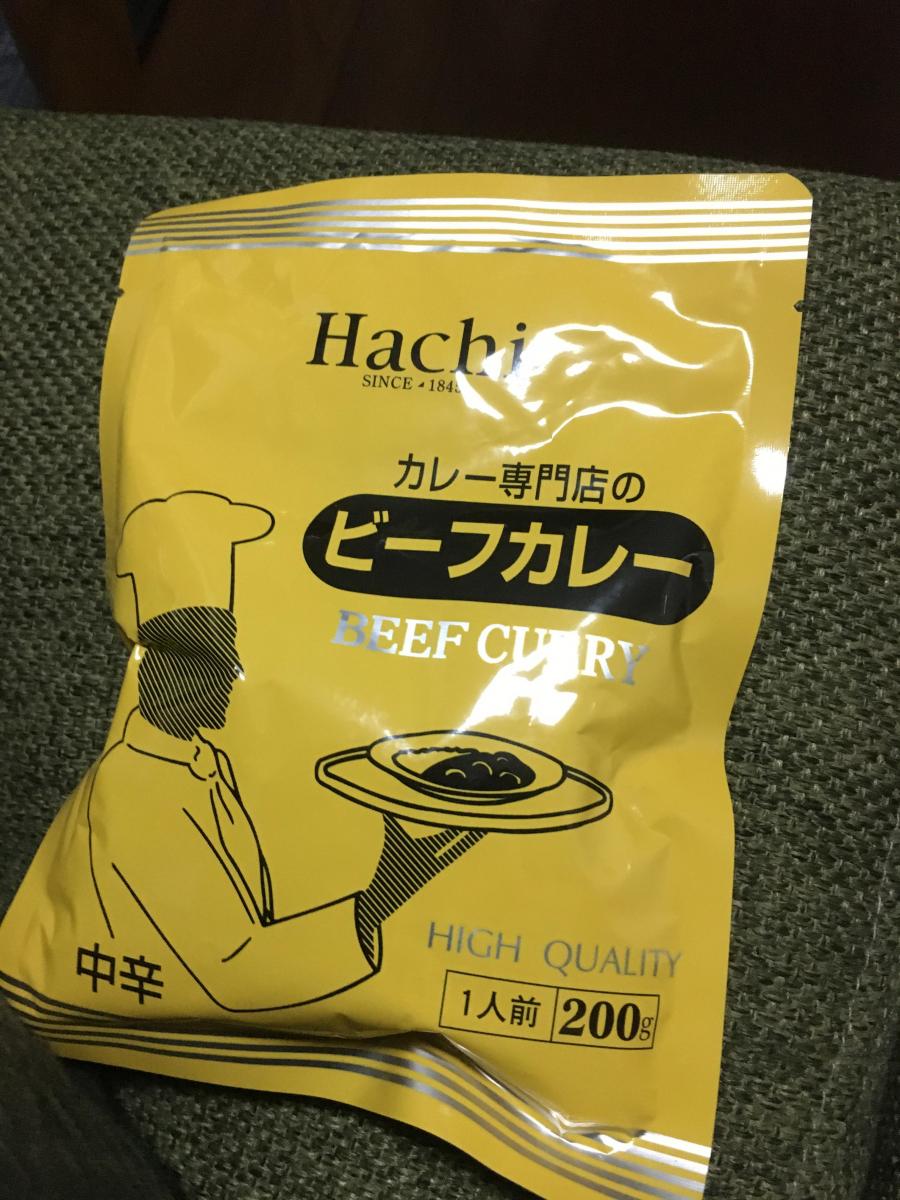 Hachi
SINCE 1845
カレー専門店の
ビーフカレー
BEEF CURRY
HIGH QUALITY
中辛
1人前 200g